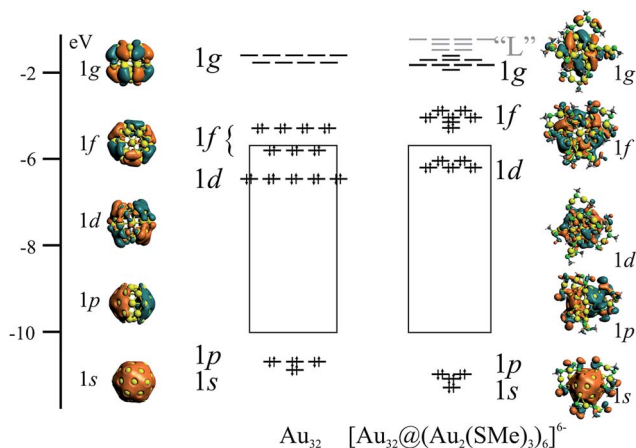 eV
1g 1g "L" 1g 1g
-2
1f 1f { 1f 1f
-6
1d 1d 1d 1d
-8
1p 1p
-10
1p 1p
1s 1s 1s 1s
Au32 [Au32@(Au2(SMe)3)6]6-